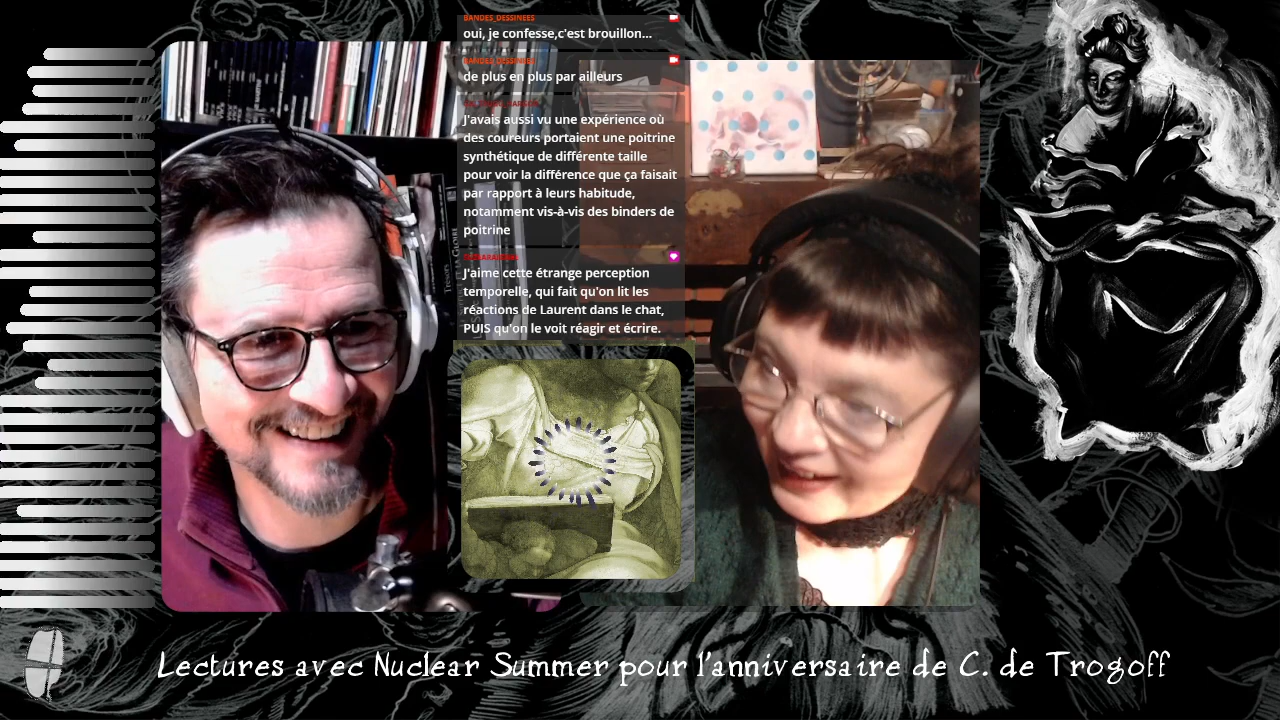 BANDES_DESSINEES
oui, je confesse,c'est brouillon...
BANDES_DESSINEES
de plus en plus par ailleurs
J'avais aussi vu une expérience où
des coureurs portaient une poitrine
synthétique de différente taille
pour voir la différence que ça faisait
par rapport à leurs habitude,
notamment vis-à-vis des binders de
poitrine
J'aime cette étrange perception
temporelle, qui fait qu'on lit les
réactions de Laurent dans le chat,
PUIS qu'on le voit réagir et écrire.
Lectures avec Nuclear Summer pour l'anniversaire de C. de Trogoff